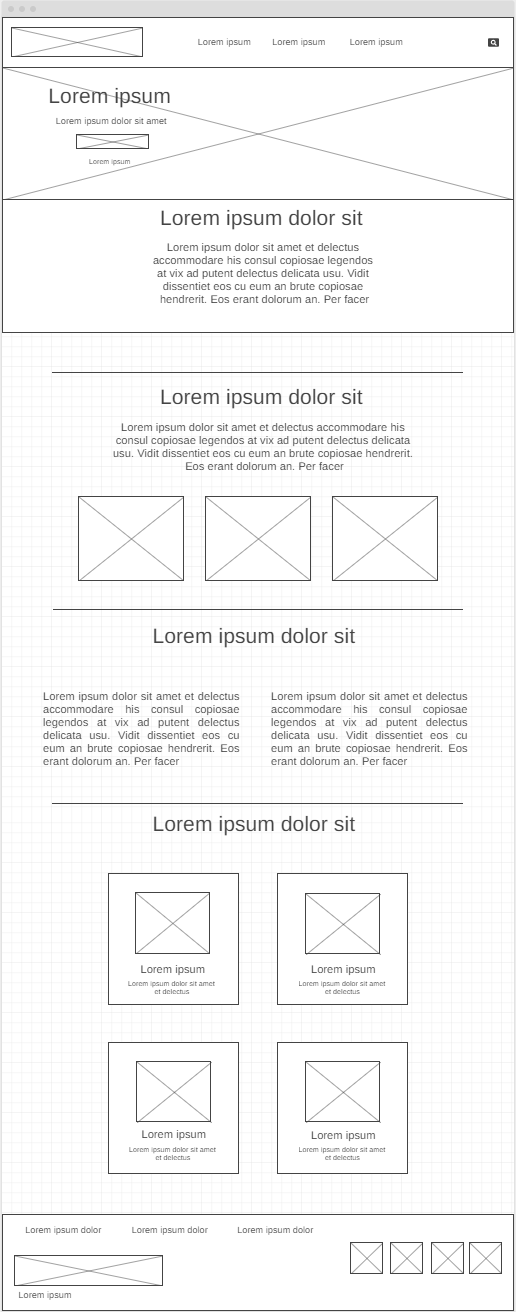 Lorem ipsum Lorem ipsum Lorem ipsum
Lorem ipsum
Lorem ipsum dolor sit amet
Lorem ipsum
Lorem ipsum dolor sit
Lorem ipsum dolor sit amet et delectus
accommodare his consul copiosae legendos
at vix ad putent delectus delicata usu. Vidit
dissentiet eos cu eum an brute copiosae
hendrerit. Eos erant dolorum an. Per facer
Lorem ipsum dolor sit
Lorem ipsum dolor sit amet et delectus accommodare his
consul copiosae legendos at vix ad putent delectus delicata
usu. Vidit dissentiet eos cu eum an brute copiosae hendrerit.
Eos erant dolorum an. Per facer
Lorem ipsum dolor sit
Lorem ipsum dolor sit amet et delectus
accommodare his consul copiosae
legendos at vix ad putent delectus
delicata usu. Vidit dissentiet eos cu
eum an brute copiosae hendrerit. Eos
erant dolorum an. Per facer
Lorem ipsum dolor sit amet et delectus
accommodare his consul copiosae
legendos at vix ad putent delectus
delicata usu. Vidit dissentiet eos cu
eum an brute copiosae hendrerit. Eos
erant dolorum an. Per facer
Lorem ipsum dolor sit
Lorem ipsum
Lorem ipsum dolor sit amet
et delectus
Lorem ipsum
Lorem ipsum dolor sit amet
et delectus
Lorem ipsum
Lorem ipsum dolor sit amet
et delectus
Lorem ipsum
Lorem ipsum dolor sit amet
et delectus
Lorem ipsum dolor Lorem ipsum dolor Lorem ipsum dolor
Lorem ipsum